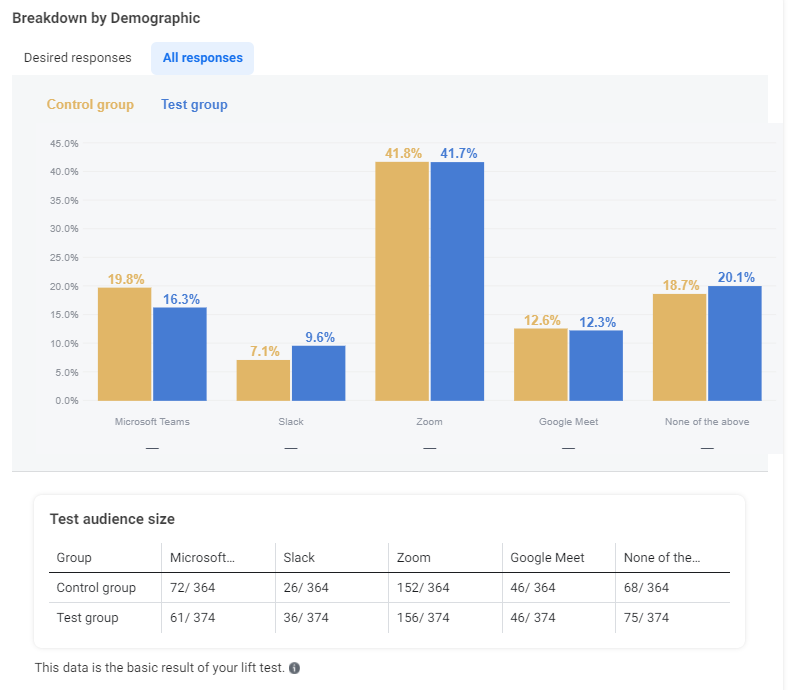 Breakdown by Demographic
Desired responses All responses
Control group Test group
45.0%
40.0%
35.0%
30.0%
25.0%
20.0%
15.0%
10.0%
5.0%
0.0%
19.8% 16.3% 7.1% 9.6% 41.8% 41.7% 12.6% 12.3% 18.7% 20.1%
Microsoft Teams Slack Zoom Google Meet None of the above
— — — — —
Test audience size
Group Microsoft... Slack Zoom Google Meet None of the...
Control group 72/ 364 26/ 364 152/ 364 46/ 364 68/ 364
Test group 61/ 374 36/ 374 156/ 374 46/ 374 75/ 374
This data is the basic result of your lift test. i